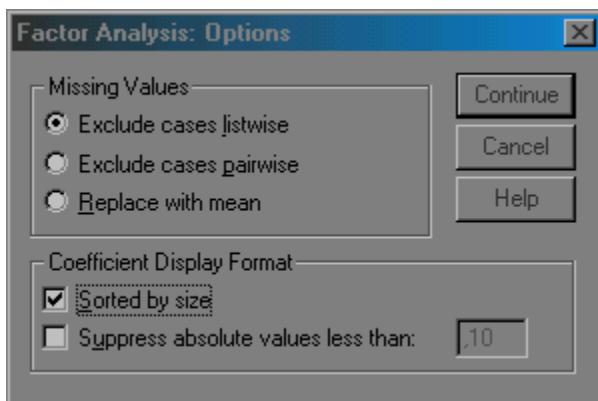 Factor Analysis: Options
Missing Values
Exclude cases listwise
Exclude cases pairwise
Replace with mean
Continue
Cancel
Help
Coefficient Display Format
Sorted by size
Suppress absolute values less than: ,10